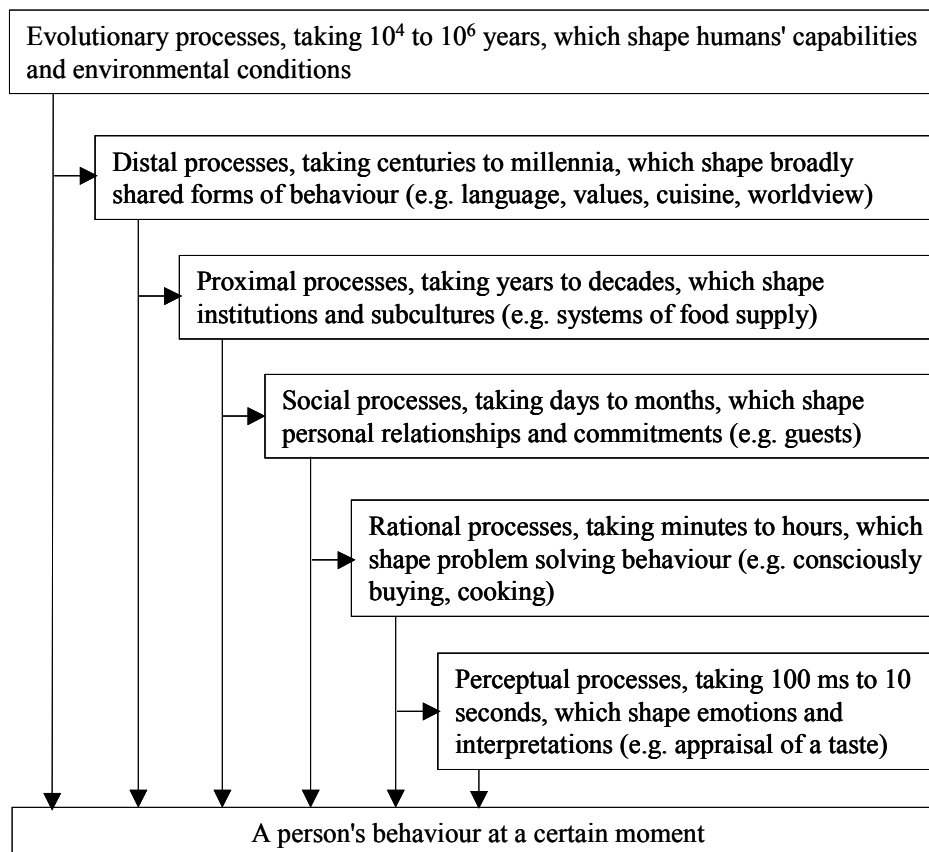 Evolutionary processes, taking 10⁴ to 10⁶ years, which shape humans' capabilities
and environmental conditions
Distal processes, taking centuries to millennia, which shape broadly
shared forms of behaviour (e.g. language, values, cuisine, worldview)
Proximal processes, taking years to decades, which shape
institutions and subcultures (e.g. systems of food supply)
Social processes, taking days to months, which shape
personal relationships and commitments (e.g. guests)
Rational processes, taking minutes to hours, which
shape problem solving behaviour (e.g. consciously
buying, cooking)
Perceptual processes, taking 100 ms to 10
seconds, which shape emotions and
interpretations (e.g. appraisal of a taste)
A person's behaviour at a certain moment